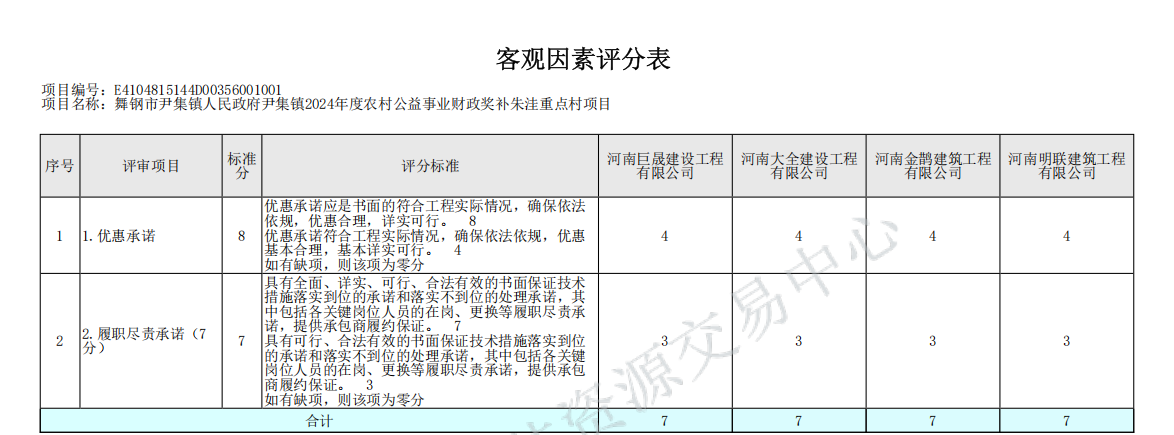 客观因素评分表
项目编号：E4104815144D00356001001
项目名称：舞钢市尹集镇人民政府尹集镇2024年度农村公益事业财政奖补朱洼重点村项目
序号 评审项目 标准分 评分标准 河南巨晟建设工程有限公司 河南大全建设工程有限公司 河南金鹊建筑工程有限公司 河南明联建筑工程有限公司
1 1.优惠承诺 8
优惠承诺应是书面的符合工程实际情况，确保依法
依规，优惠合理，详实可行。 8
优惠承诺符合工程实际情况，确保依法依规，优惠
基本合理，基本详实可行。 4
如有缺项，则该项为零分
4 4 4 4
2 2.履职尽责承诺（7分） 7
具有全面、详实、可行、合法有效的书面保证技术
措施落实到位的承诺和落实不到位的处理承诺，其
中包括各关键岗位人员的在岗、更换等履职尽责承
诺，提供承包商履约保证。 7
具有可行、合法有效的书面保证技术措施落实到位
的承诺和落实不到位的处理承诺，其中包括各关键
岗位人员的在岗、更换等履职尽责承诺，提供承包
商履约保证。 3
如有缺项，则该项为零分
3 3 3 3
合计 7 7 7 7
资源交易中心